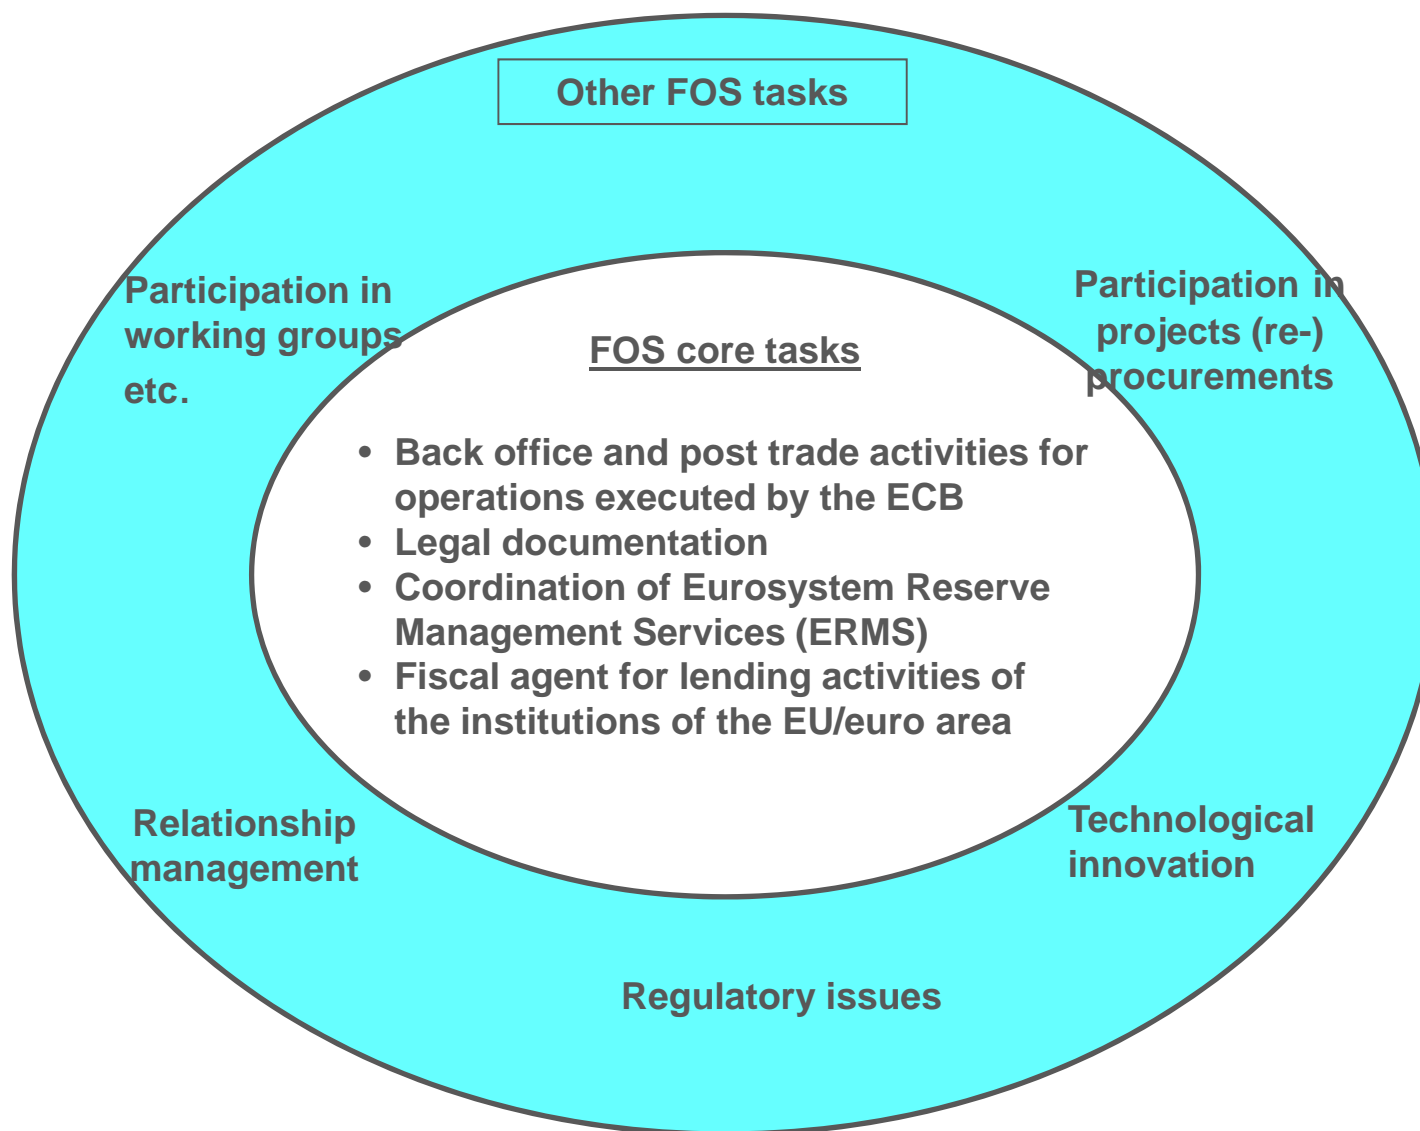 Other FOS tasks
Participation in
working groups
etc.
Participation in
projects (re-)
procurements
FOS core tasks
• Back office and post trade activities for
operations executed by the ECB
• Legal documentation
• Coordination of Eurosystem Reserve
Management Services (ERMS)
• Fiscal agent for lending activities of
the institutions of the EU/euro area
Relationship
management
Technological
innovation
Regulatory issues